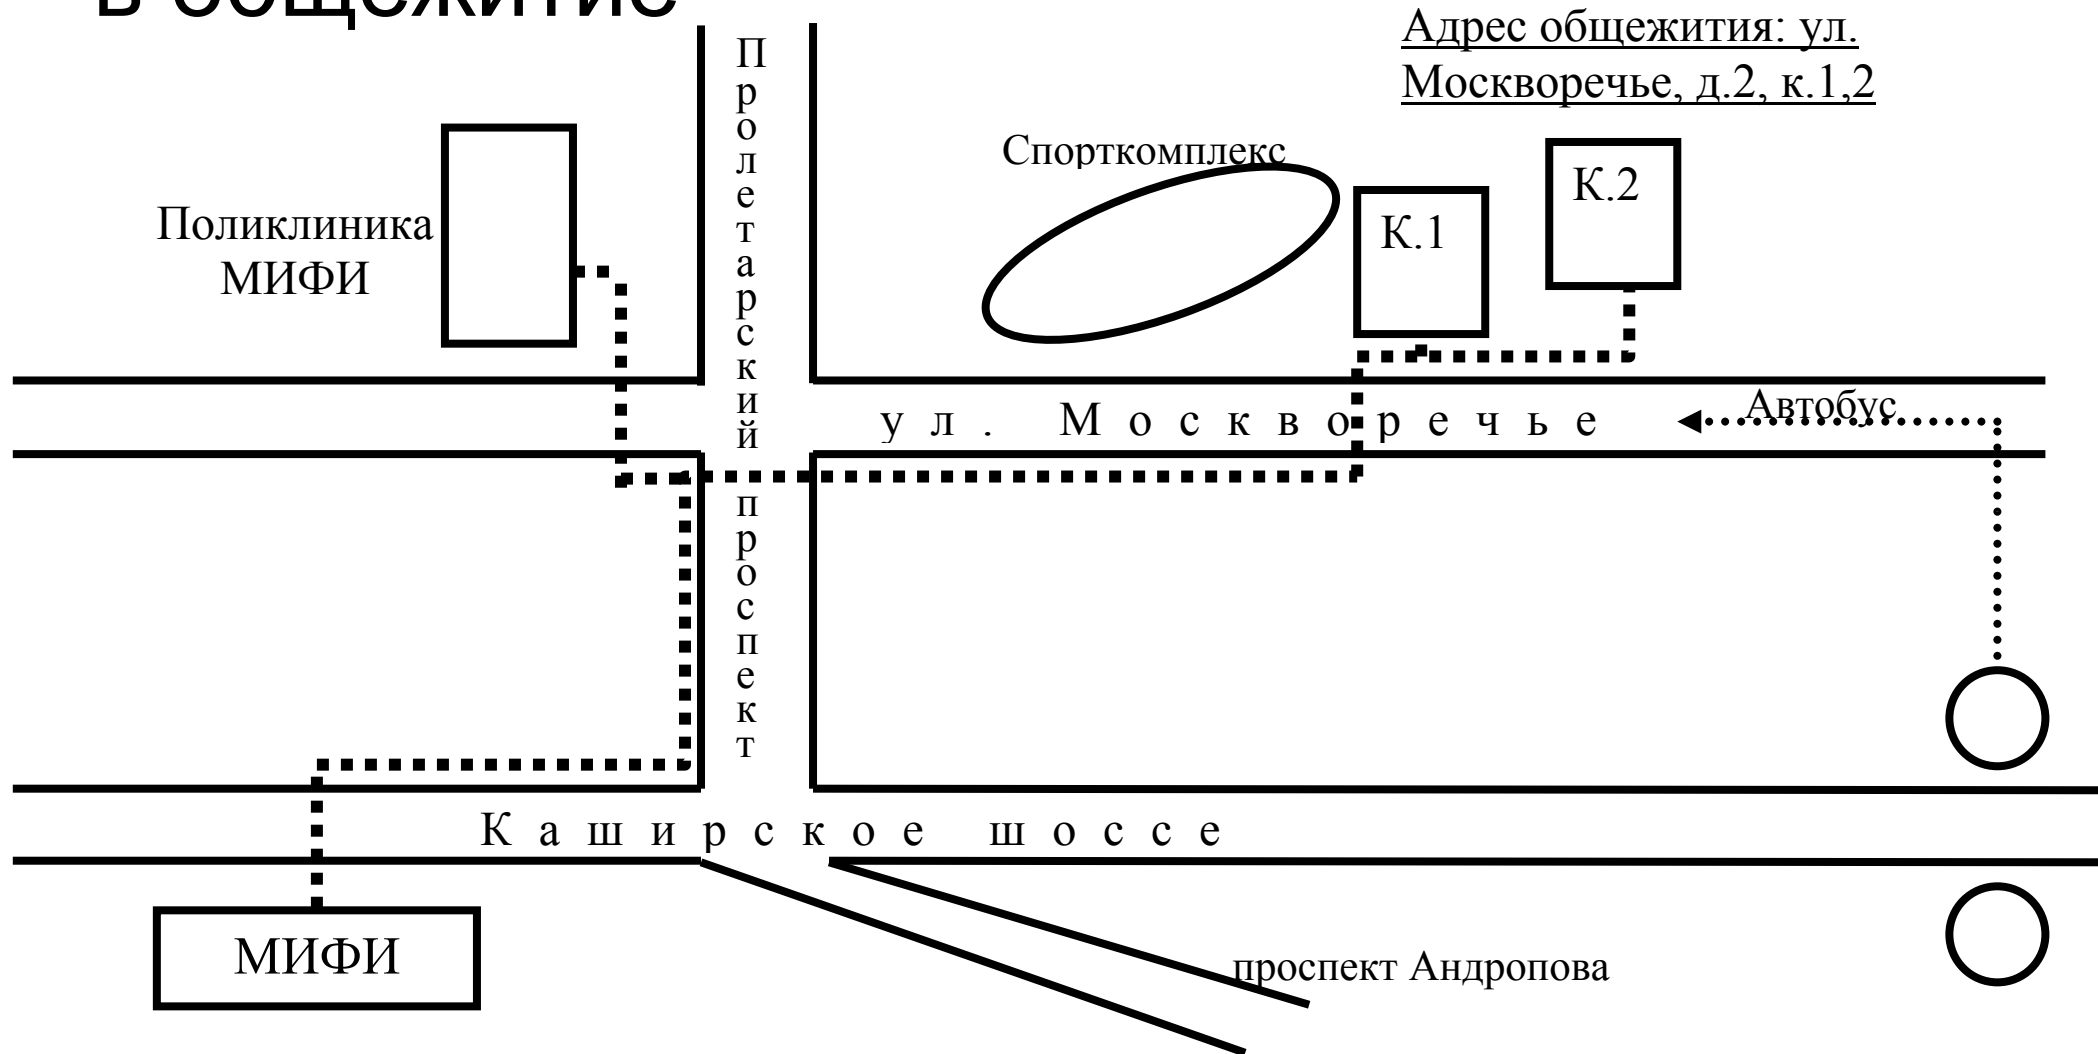 в общежитие
Адрес общежития: ул.
Москворечье, д.2, к.1,2
Пролетарский проспект
Спорткомплекс
К.2
К.1
Поликлиника
МИФИ
ул. Москворечье
Автобус
Каширское шоссе
МИФИ
проспект Андропова